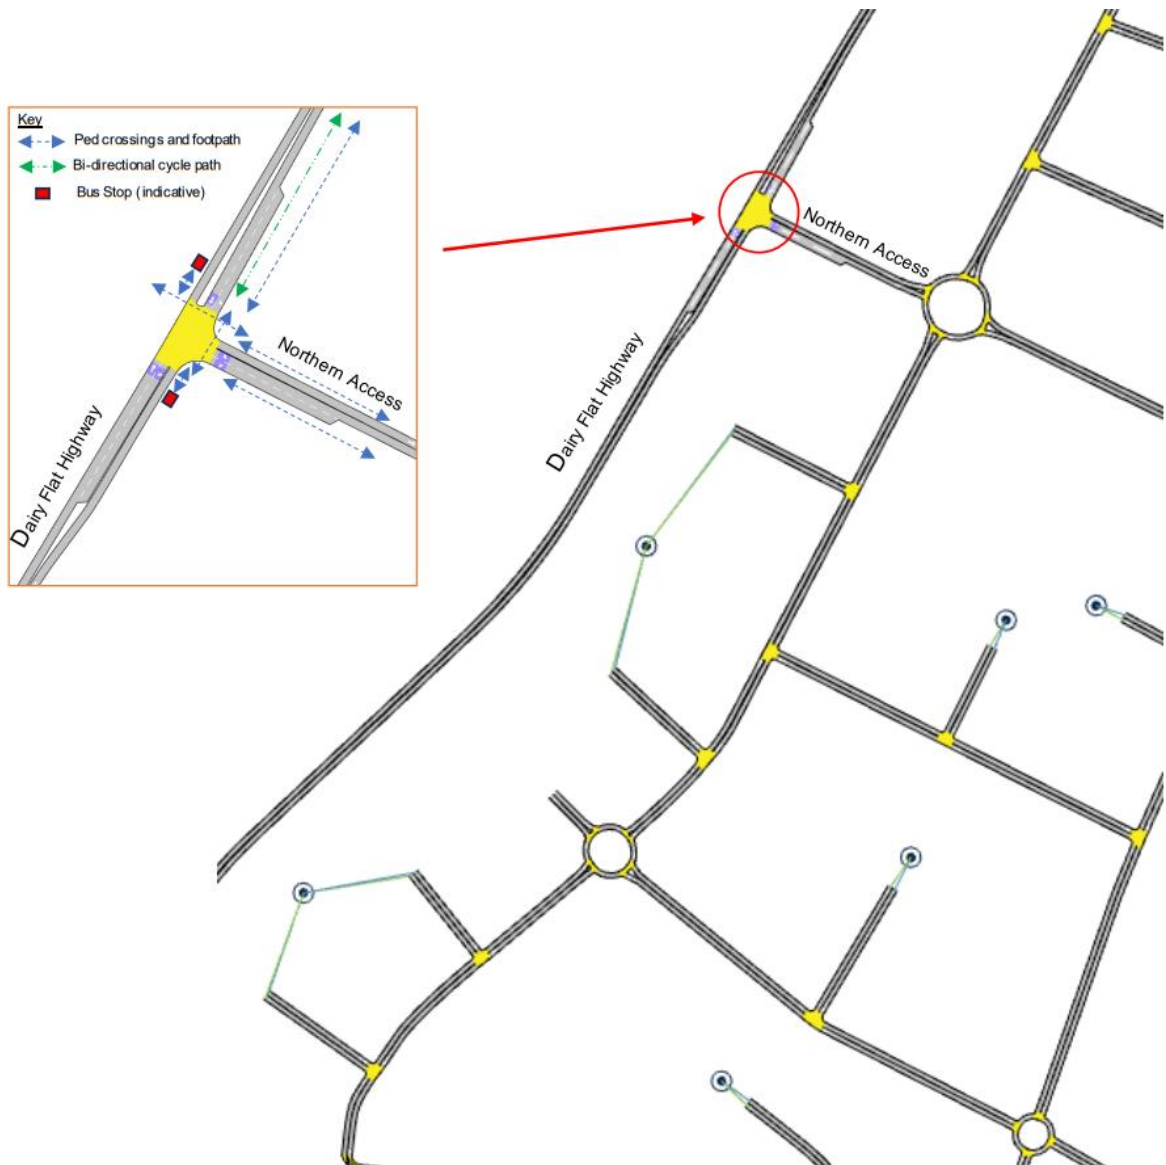 Key
Ped crossings and footpath
Bi-directional cycle path
Bus Stop (indicative)
Northern Access
Dairy Flat Highway
Northern Access
Dairy Flat Highway